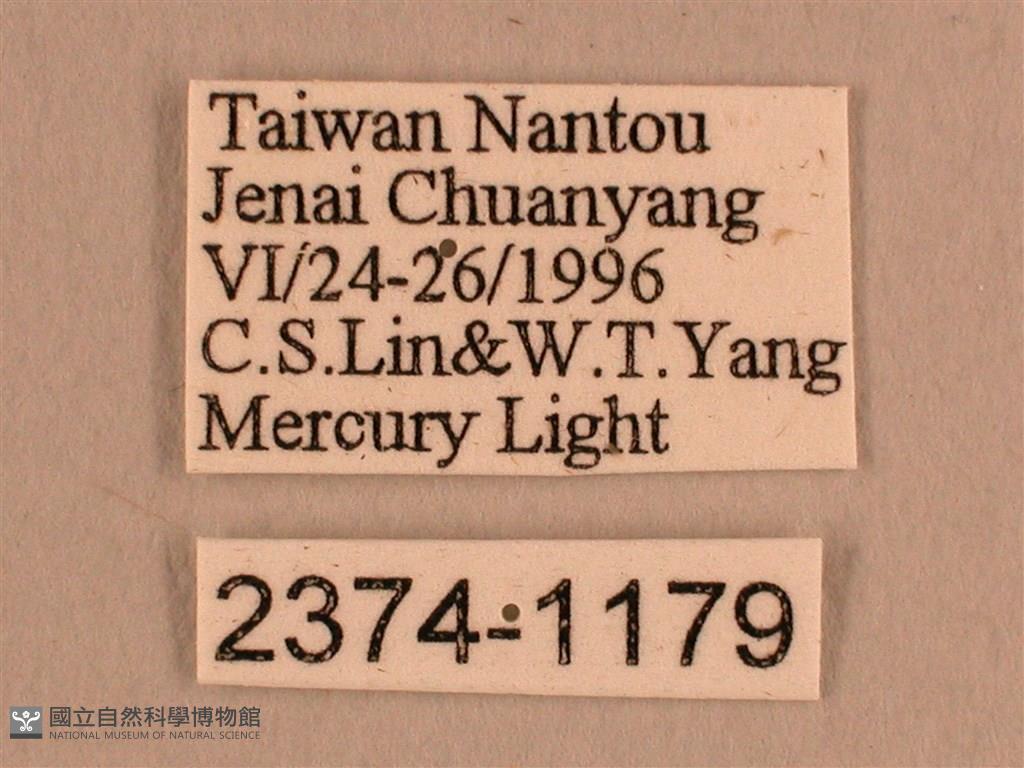 Taiwan Nantou
Jenai Chuanyang
VI/24-26/1996
C.S.Lin&W.T.Yang
Mercury Light
2374-1179
國立自然科學博物館
NATIONAL MUSEUM OF NATURAL SCIENCE